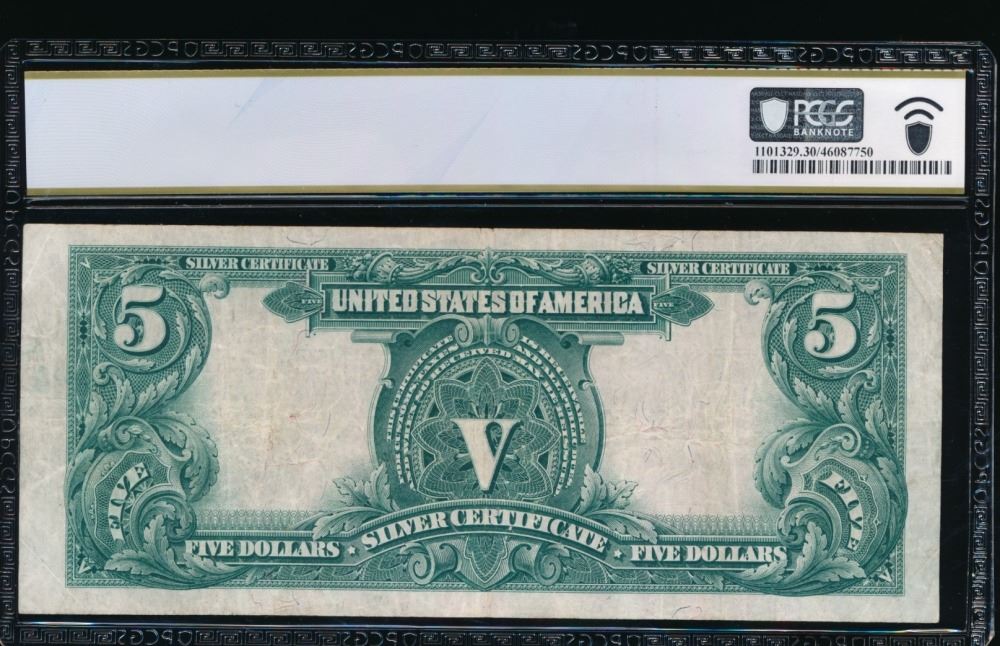 PCGS
BANKNOTE
1101329.30/46087750
SILVER CERTIFICATE SILVER CERTIFICATE
5 FIVE UNITED STATES OF AMERICA FIVE 5
V
FIVE FIVE
FIVE DOLLARS ★ SILVER CERTIFICATE ★ FIVE DOLLARS